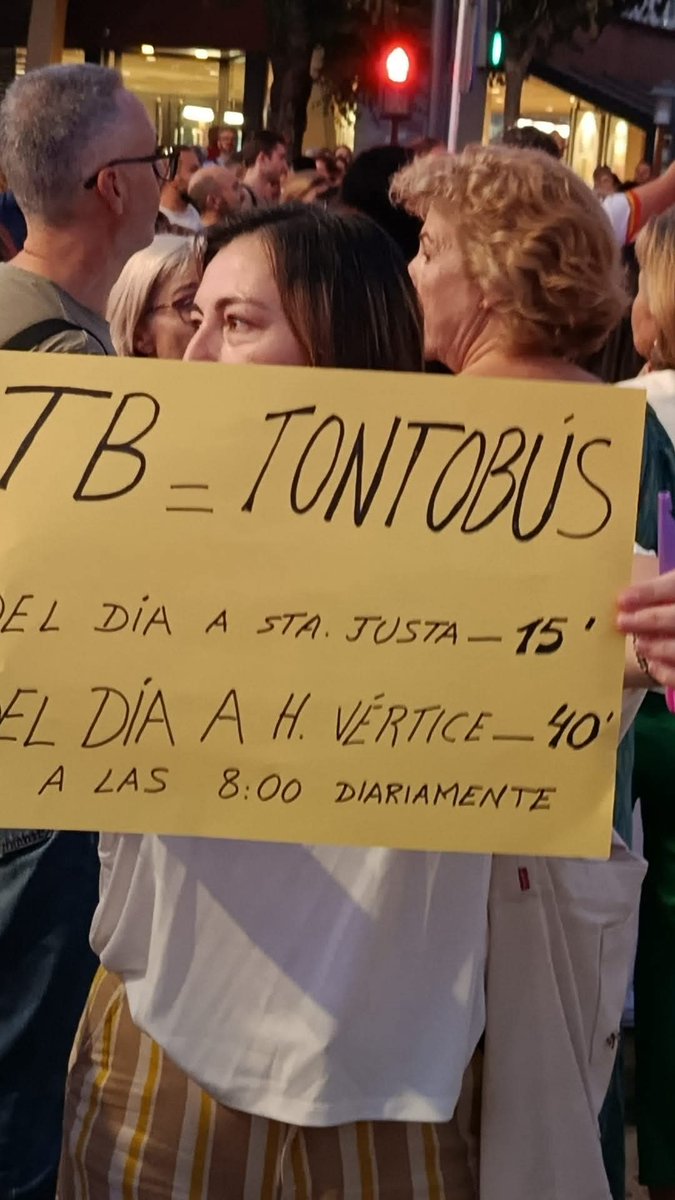 TB = TONTOBÚS
DEL DÍA A STA. JUSTA — 15'
DEL DÍA A H. VÉRTICE — 40'
A LAS 8:00 DIARIAMENTE